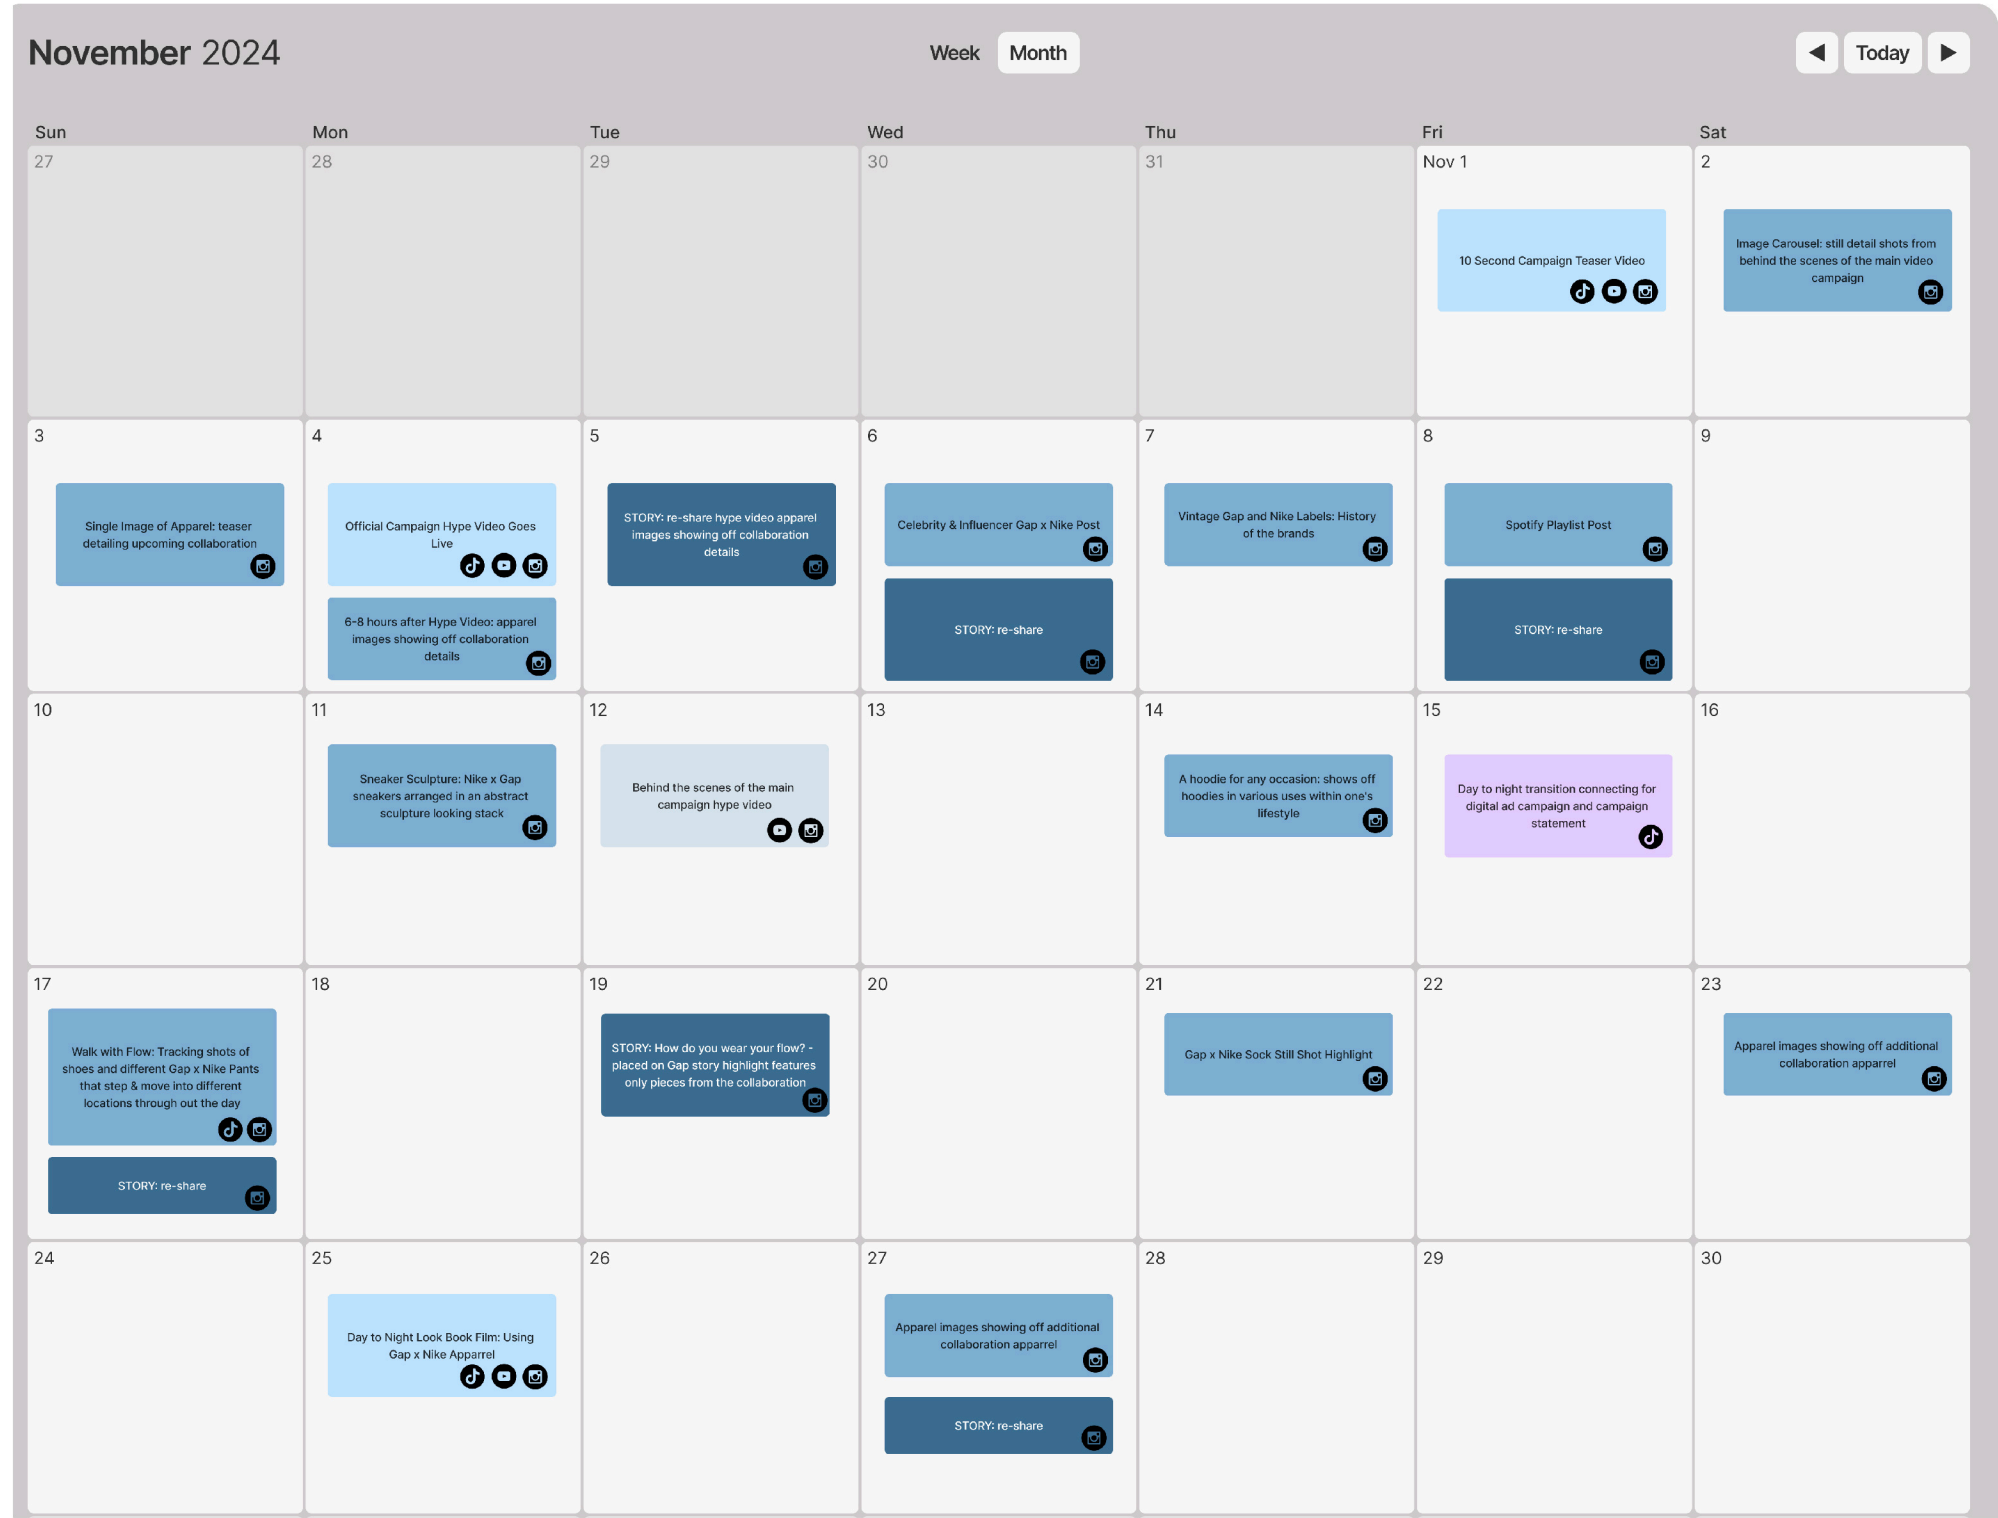 November 2024
Week
Month
◀
Today
▶
Sun
Mon
Tue
Wed
Thu
Fri
Sat
27
28
29
30
31
Nov 1
10 Second Campaign Teaser Video
2
Image Carousel: still detail shots from
behind the scenes of the main video
campaign
3
Single Image of Apparel: teaser
detailing upcoming collaboration
4
Official Campaign Hype Video Goes
Live
6-8 hours after Hype Video: apparel
images showing off collaboration
details
5
STORY: re-share hype video apparel
images showing off collaboration
details
6
Celebrity & Influencer Gap x Nike Post
STORY: re-share
7
Vintage Gap and Nike Labels: History
of the brands
8
Spotify Playlist Post
STORY: re-share
9
10
11
Sneaker Sculpture: Nike x Gap
sneakers arranged in an abstract
sculpture looking stack
12
Behind the scenes of the main
campaign hype video
13
14
A hoodie for any occasion: shows off
hoodies in various uses within one's
lifestyle
15
Day to night transition connecting for
digital ad campaign and campaign
statement
16
17
Walk with Flow: Tracking shots of
shoes and different Gap x Nike Pants
that step & move into different
locations through out the day
STORY: re-share
18
19
STORY: How do you wear your flow? -
placed on Gap story highlight features
only pieces from the collaboration
20
21
Gap x Nike Sock Still Shot Highlight
22
23
Apparel images showing off additional
collaboration apparrel
24
25
Day to Night Look Book Film: Using
Gap x Nike Apparrel
26
27
Apparel images showing off additional
collaboration apparrel
STORY: re-share
28
29
30